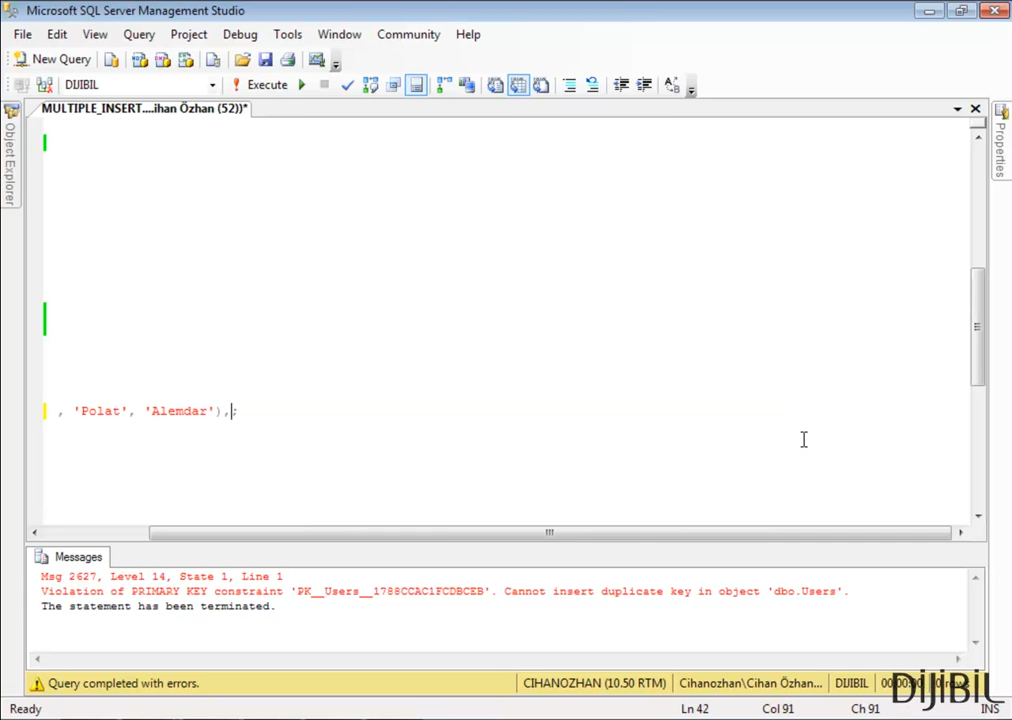 Microsoft SQL Server Management Studio
File Edit View Query Project Debug Tools Window Community Help
New Query
DIJIBIL
Execute
MULTIPLE_INSERT....ihan Özhan (52))*
Object Explorer
Properties
, 'Polat', 'Alemdar'),;
Messages
Msg 2627, Level 14, State 1, Line 1
Violation of PRIMARY KEY constraint 'PK__Users__1788CCAC1FCDBCEB'. Cannot insert duplicate key in object 'dbo.Users'.
The statement has been terminated.
Query completed with errors.
CIHANOZHAN (10.50 RTM)
Cihanozhan\Cihan Özhan...
DIJIBIL
DIJIBIL
Ready
Ln 42
Col 91
Ch 91
INS